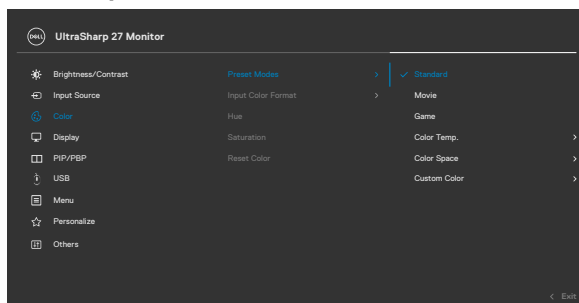 DELL UltraSharp 27 Monitor
Brightness/Contrast
Input Source
Color
Display
PIP/PBP
USB
Menu
Personalize
Others
Preset Modes
Input Color Format
Hue
Saturation
Reset Color
Standard
Movie
Game
Color Temp.
Color Space
Custom Color
Exit